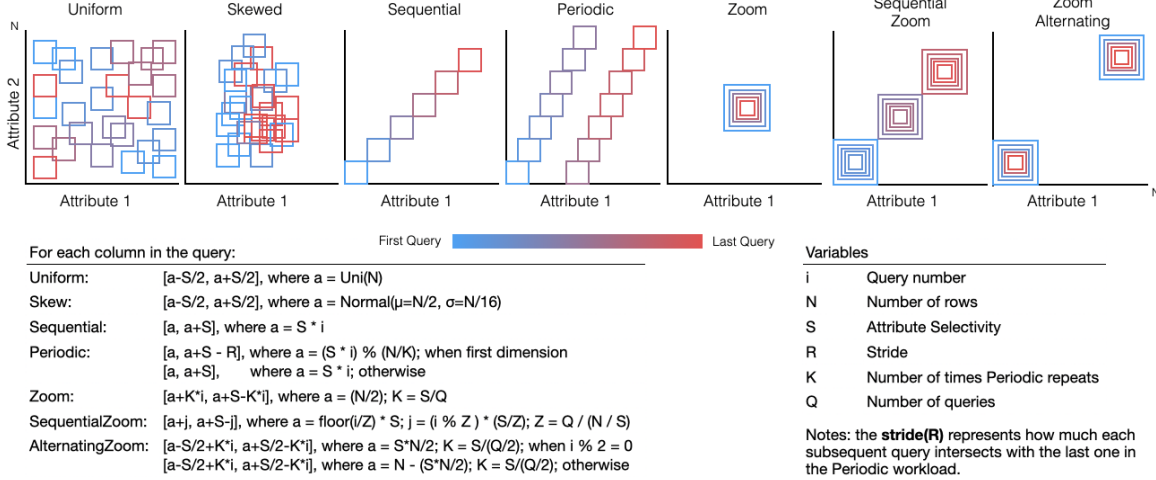 Uniform
Skewed
Sequential
Periodic
Zoom
Sequential
Zoom
Zoom
Alternating
N
Attribute 2
Attribute 1
Attribute 1
Attribute 1
Attribute 1
Attribute 1
Attribute 1
Attribute 1
N
First Query
Last Query
For each column in the query:
Uniform: [a-S/2, a+S/2], where a = Uni(N)
Skew: [a-S/2, a+S/2], where a = Normal(μ=N/2, σ=N/16)
Sequential: [a, a+S], where a = S * i
Periodic: [a, a+S - R], where a = (S * i) % (N/K); when first dimension
[a, a+S], where a = S * i; otherwise
Zoom: [a+K*i, a+S-K*i], where a = (N/2); K = S/Q
SequentialZoom: [a+j, a+S-j], where a = floor(i/Z) * S; j = (i % Z ) * (S/Z); Z = Q / (N / S)
AlternatingZoom: [a-S/2+K*i, a+S/2-K*i], where a = S*N/2; K = S/(Q/2); when i % 2 = 0
[a-S/2+K*i, a+S/2-K*i], where a = N - (S*N/2); K = S/(Q/2); otherwise
Variables
i Query number
N Number of rows
S Attribute Selectivity
R Stride
K Number of times Periodic repeats
Q Number of queries
Notes: the stride(R) represents how much each
subsequent query intersects with the last one in
the Periodic workload.